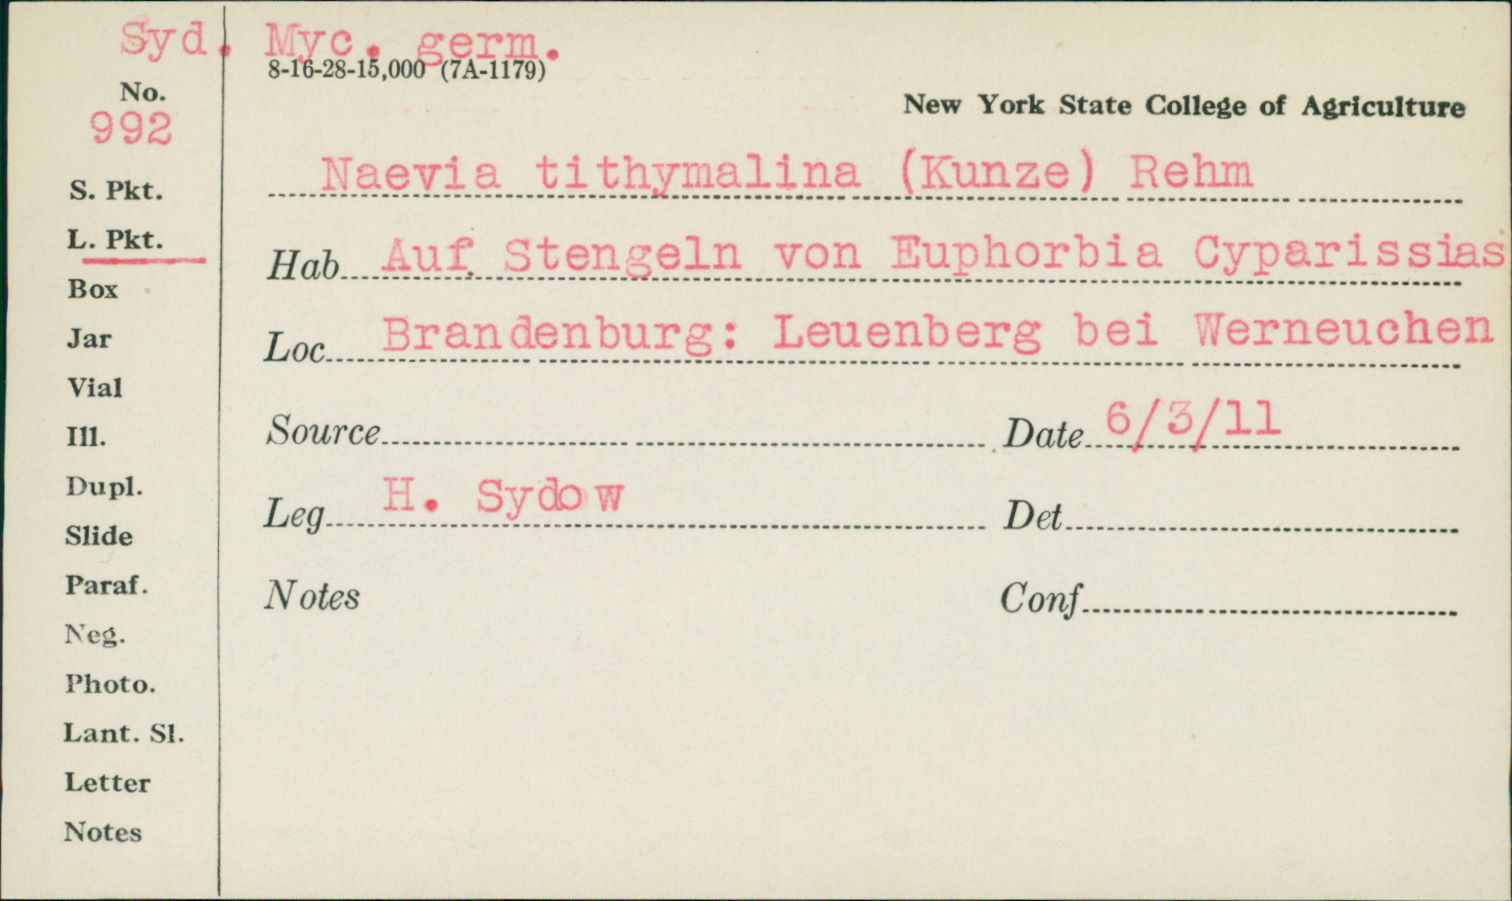 Syd. Myc. germ.
8-16-28-15,000 (7A-1179)
No.
992
New York State College of Agriculture
S. Pkt.
Naevia tithymalina (Kunze) Rehm
L. Pkt.
Hab. Auf Stengeln von Euphorbia Cyparissias
Box
Loc. Brandenburg: Leuenberg bei Werneuchen
Jar
Vial
Ill.
Source Date 6/3/11
Dupl.
Leg. H. Sydow Det.
Slide
Paraf.
Notes Conf.
Neg.
Photo.
Lant. Sl.
Letter
Notes